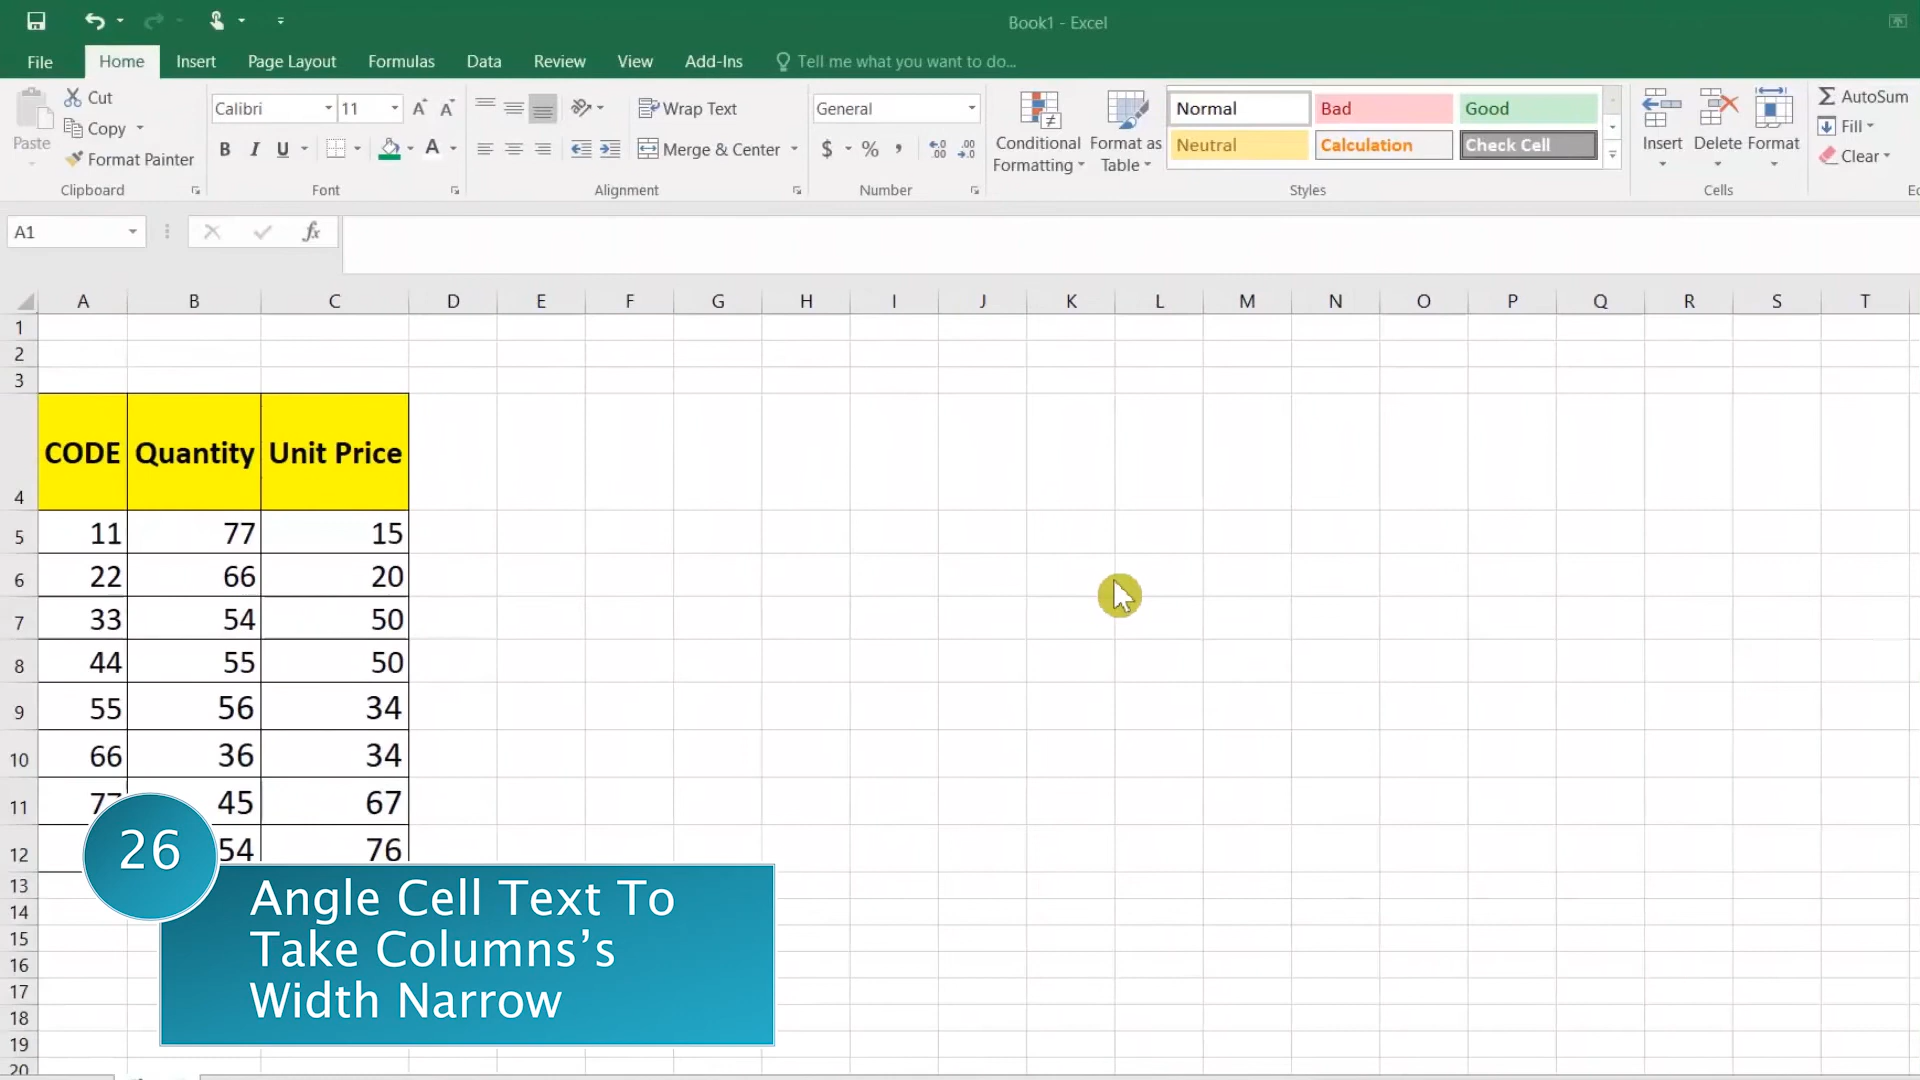 Book1 - Excel
File Home Insert Page Layout Formulas Data Review View Add-Ins Tell me what you want to do...
Paste
Cut
Copy
Format Painter
Calibri 11
B I U A
Wrap Text
Merge & Center
General
$ % ,
Conditional Formatting
Format as Table
Normal Bad Good
Neutral Calculation Check Cell
Insert Delete Format
AutoSum
Fill
Clear
Clipboard Font Alignment Number Styles Cells
A1 fx
A B C D E F G H I J K L M N O P Q R S T
1
2
3
4 CODE Quantity Unit Price
5 11 77 15
6 22 66 20
7 33 54 50
8 44 55 50
9 55 56 34
10 66 36 34
11 77 45 67
12 54 76
13
14
15
16
17
18
19
20
26
Angle Cell Text To
Take Columns’s
Width Narrow